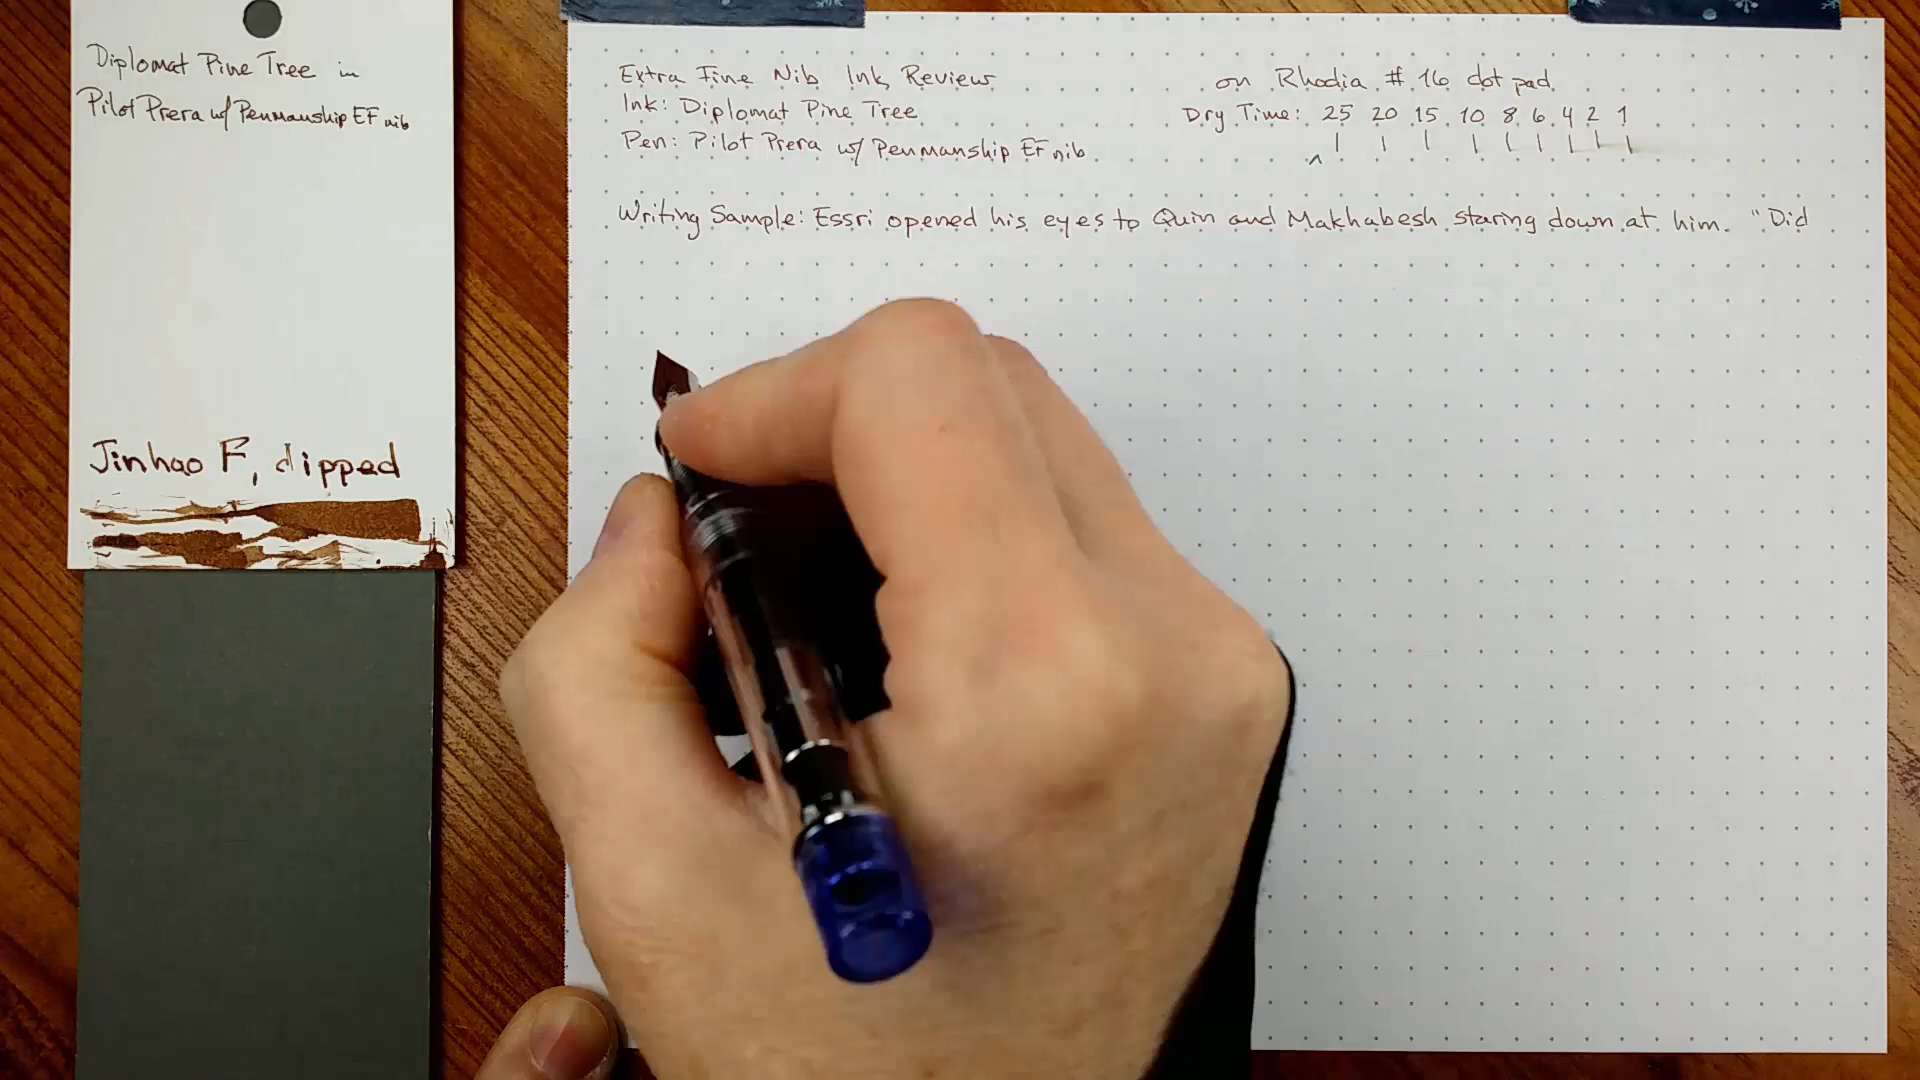 Diplomat Pine Tree in
Pilot Prera w/ Penmanship EF nib
Jinhao F, dipped
Extra Fine Nib Ink Review
Ink: Diplomat Pine Tree
Pen: Pilot Prera w/ Penmanship EF nib
on Rhodia # 16 dot pad
Dry Time: 25 20 15 10 8 6 4 2 1
Writing Sample: Essri opened his eyes to Quin and Makhabesh staring down at him. "Did